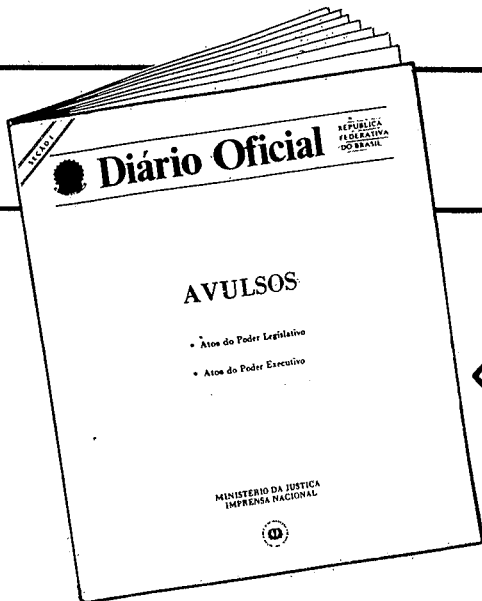 SEÇÃO I
Diário Oficial
REPÚBLICA
FEDERATIVA
DO BRASIL
AVULSOS
• Atos do Poder Legislativo
• Atos do Poder Executivo
MINISTÉRIO DA JUSTIÇA
IMPRENSA NACIONAL